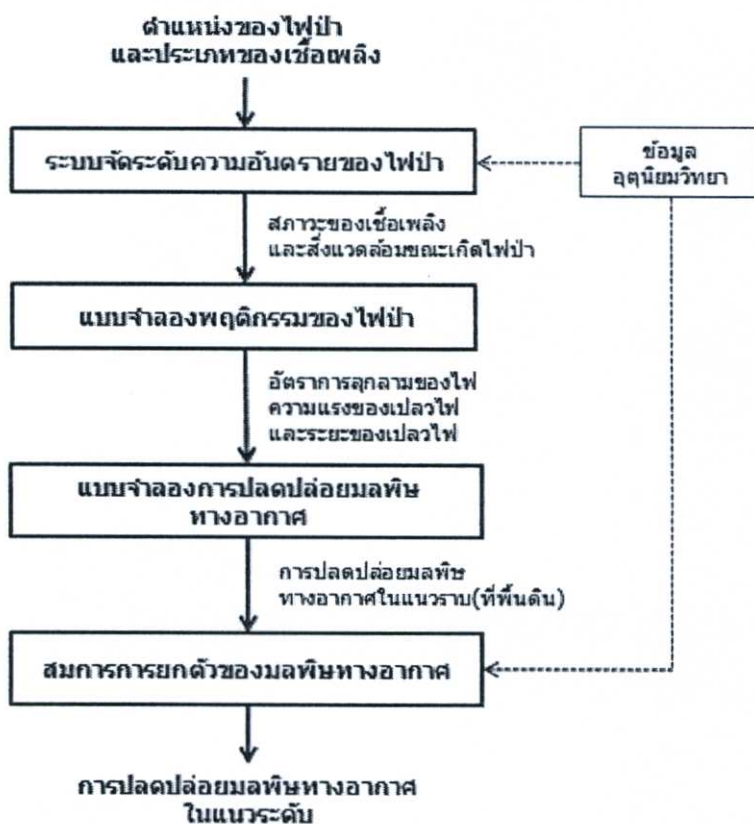 ตำแหน่งของไฟป่า
และประเภทของเชื้อเพลิง
ระบบจัดระดับความอันตรายของไฟป่า
ข้อมูล
อุตุนิยมวิทยา
สภาวะของเชื้อเพลิง
และสิ่งแวดล้อมขณะเกิดไฟป่า
แบบจำลองพฤติกรรมของไฟป่า
อัตราการลุกลามของไฟ
ความแรงของเปลวไฟ
และระยะของเปลวไฟ
แบบจำลองการปลดปล่อยมลพิษ
ทางอากาศ
การปลดปล่อยมลพิษ
ทางอากาศในแนวราบ(ที่พื้นดิน)
สมการการยกตัวของมลพิษทางอากาศ
การปลดปล่อยมลพิษทางอากาศ
ในแนวระดับ